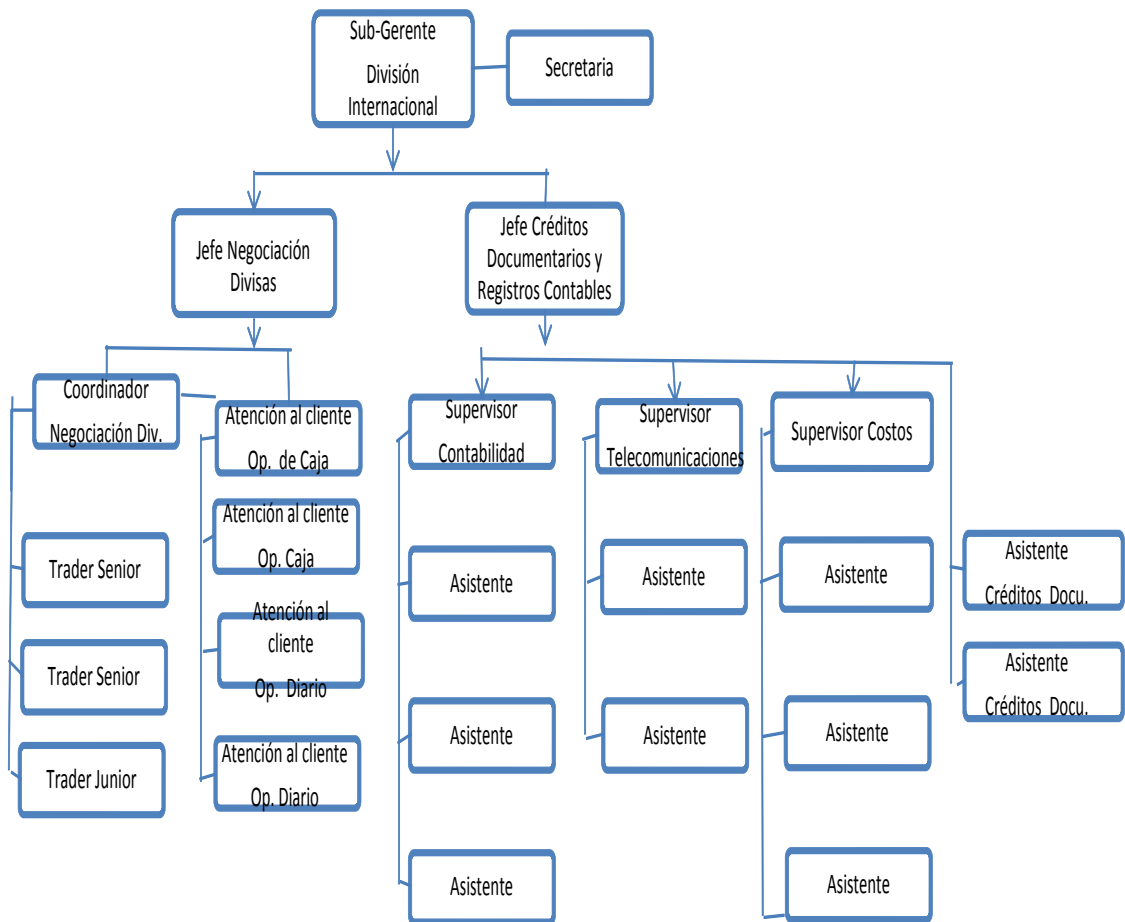 Sub-Gerente
División
Internacional
Secretaria
Jefe Negociación
Divisas
Jefe Créditos
Documentarios y
Registros Contables
Coordinador
Negociación Div.
Atención al cliente
Op. de Caja
Supervisor
Contabilidad
Supervisor
Telecomunicaciones
Supervisor Costos
Atención al cliente
Op. Caja
Trader Senior
Asistente
Asistente
Asistente
Asistente
Créditos Docu.
Atención al
cliente
Op. Diario
Trader Senior
Asistente
Créditos Docu.
Atención al cliente
Op. Diario
Asistente
Asistente
Asistente
Trader Junior
Asistente
Asistente